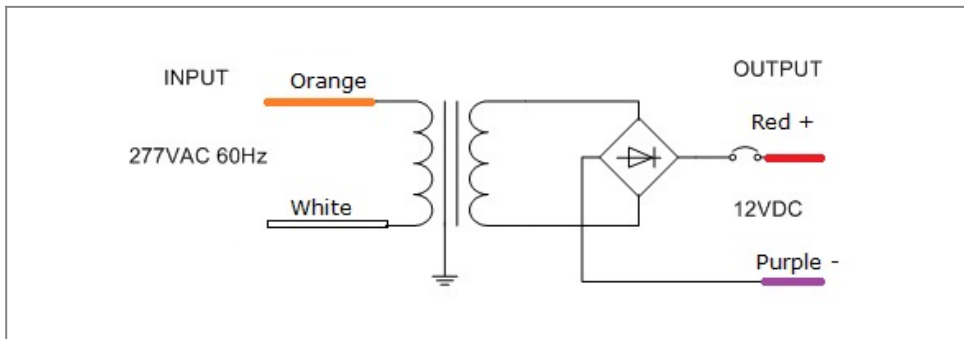 INPUT
Orange
277VAC 60Hz
White
OUTPUT
Red +
12VDC
Purple -